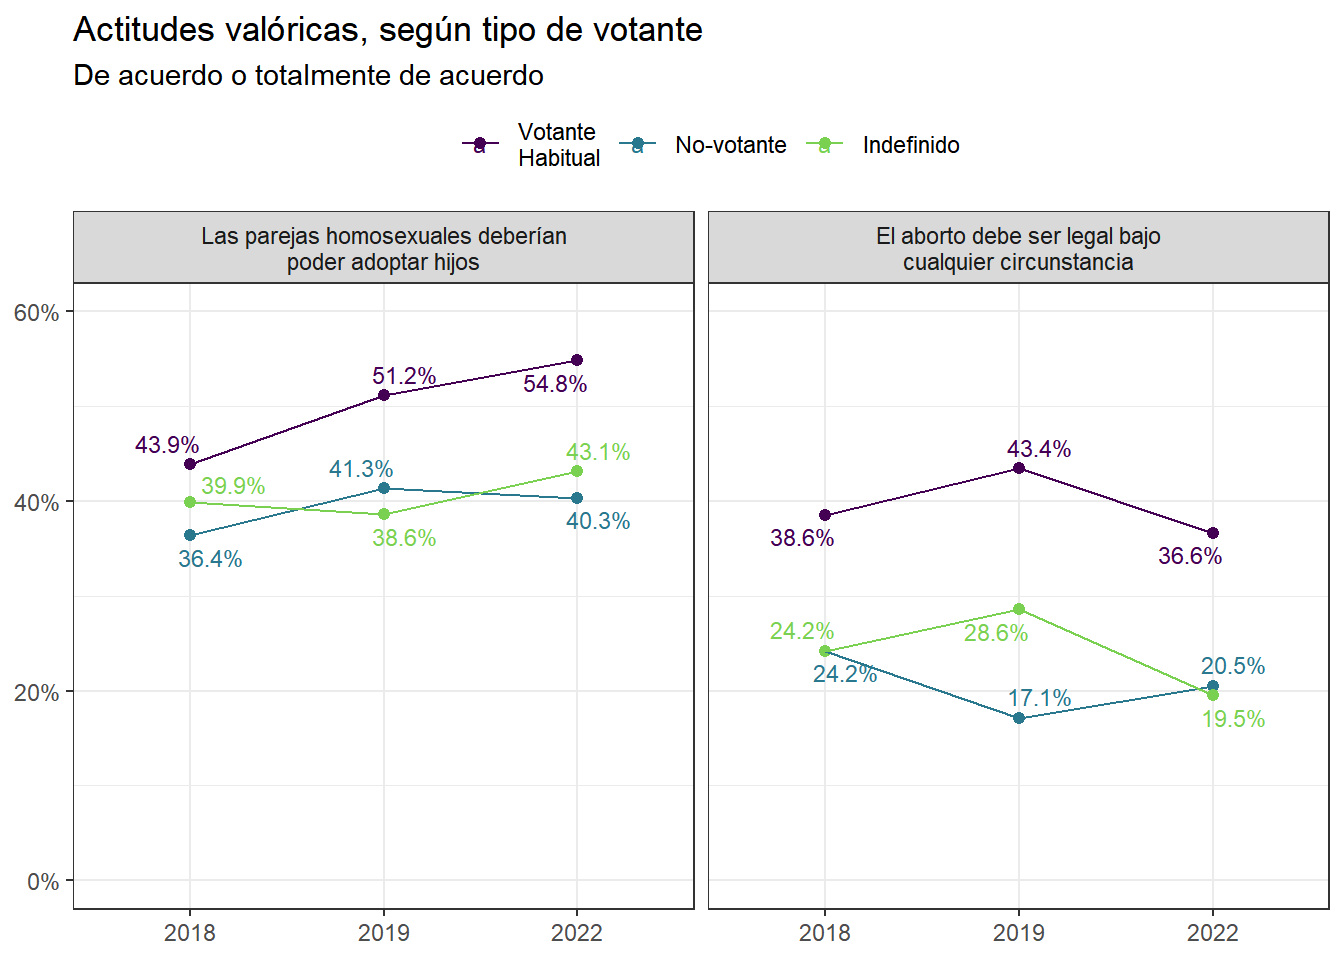 Actitudes valóricas, según tipo de votante
De acuerdo o totalmente de acuerdo
Votante
Habitual
No-votante
Indefinido
Las parejas homosexuales deberían
poder adoptar hijos
El aborto debe ser legal bajo
cualquier circunstancia
60%
40%
20%
0%
43.9%
51.2%
54.8%
39.9%
41.3%
43.1%
36.4%
38.6%
40.3%
38.6%
43.4%
36.6%
24.2%
28.6%
20.5%
24.2%
17.1%
19.5%
2018
2019
2022
2018
2019
2022